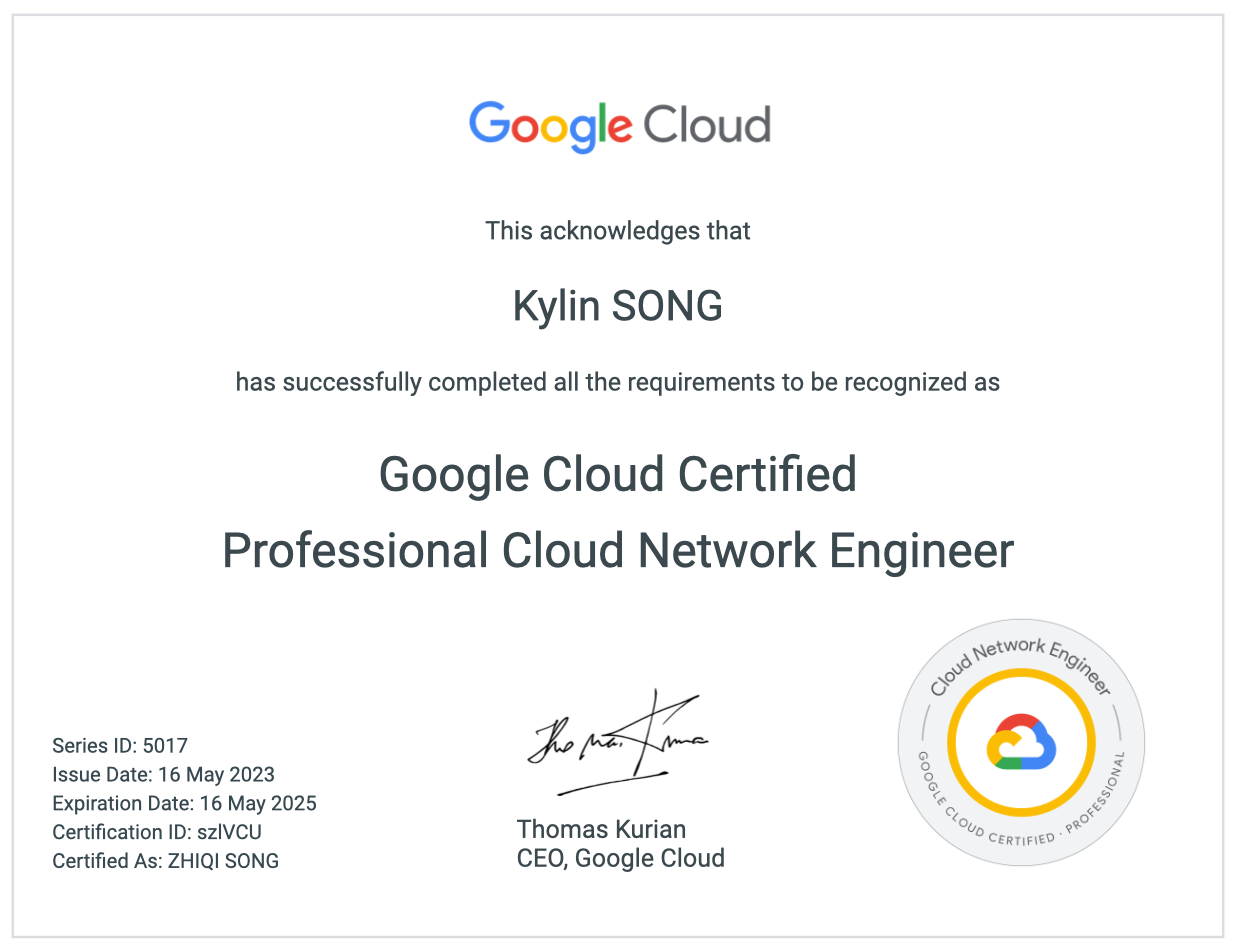 Google Cloud
This acknowledges that
Kylin SONG
has successfully completed all the requirements to be recognized as
Google Cloud Certified
Professional Cloud Network Engineer
Series ID: 5017
Issue Date: 16 May 2023
Expiration Date: 16 May 2025
Certification ID: szlVCU
Certified As: ZHIQI SONG
Thomas Kurian
CEO, Google Cloud
Cloud Network Engineer
GOOGLE CLOUD CERTIFIED · PROFESSIONAL